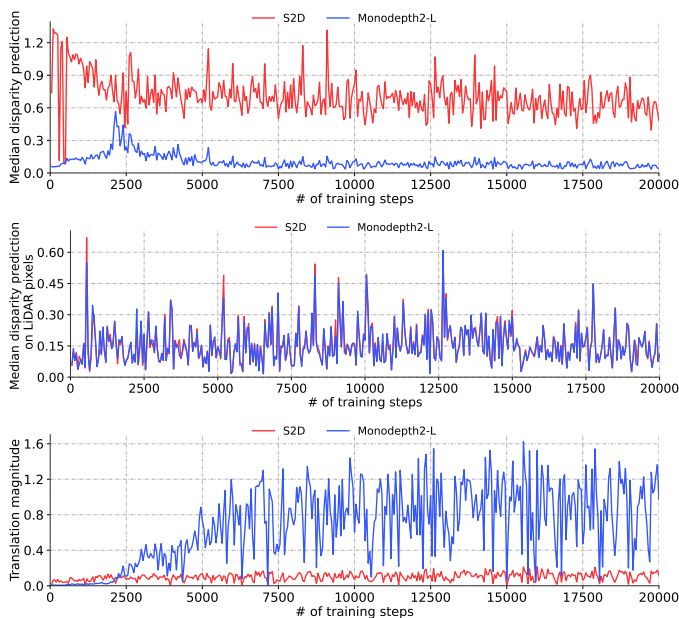 S2D Monodepth2-L
Median disparity prediction
1.2
0.9
0.6
0.3
0.0
0 2500 5000 7500 10000 12500 15000 17500 20000
# of training steps
S2D Monodepth2-L
Median disparity prediction
on LIDAR pixels
0.60
0.45
0.30
0.15
0.00
0 2500 5000 7500 10000 12500 15000 17500 20000
# of training steps
S2D Monodepth2-L
Translation magnitude
1.6
1.2
0.8
0.4
0.0
0 2500 5000 7500 10000 12500 15000 17500 20000
# of training steps